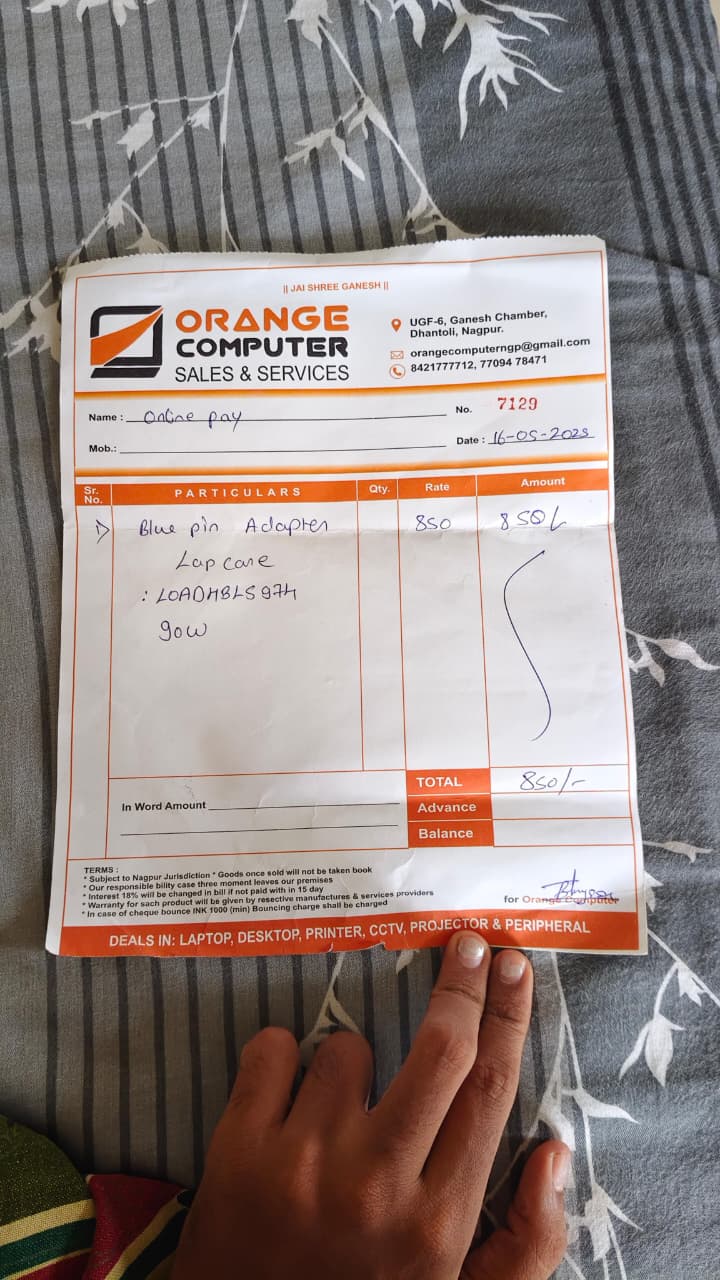 || JAI SHREE GANESH ||
ORANGE
COMPUTER
SALES & SERVICES
UGF-6, Ganesh Chamber,
Dhantoli, Nagpur.
orangecomputerngp@gmail.com
8421777712, 77094 78471
Name : Online pay
No. 7129
Mob.:
Date : 16-05-2025
Sr. No. PARTICULARS Qty. Rate Amount
1) Blue pin Adapter 850 850/-
Lap care
: LOADHBLS974
90W
TOTAL 850/-
In Word Amount
Advance
Balance
TERMS :
* Subject to Nagpur Jurisdiction * Goods once sold will not be taken book
* Our responsible bility case three moment leaves our premises
* Interest 18% will be changed in bill if not paid with in 15 day
* Warranty for sech product will be given by resective manufactures & services providers
* In case of cheque bounce INK 1000 (min) Bouncing charge shall be charged
for Orange Computer
DEALS IN: LAPTOP, DESKTOP, PRINTER, CCTV, PROJECTOR & PERIPHERAL